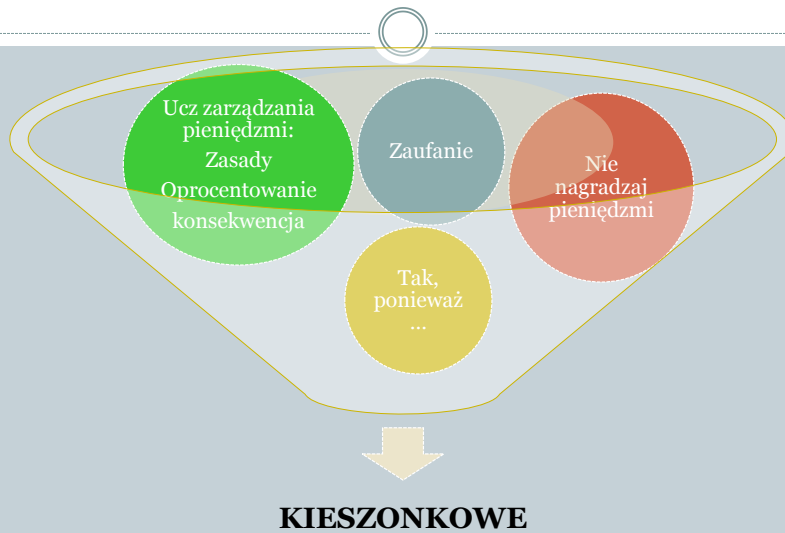 Ucz zarządzania
pieniędzmi:
Zasady
Oprocentowanie
konsekwencja
Zaufanie
Nie
nagradzaj
pieniędzmi
Tak,
ponieważ
...
KIESZONKOWE